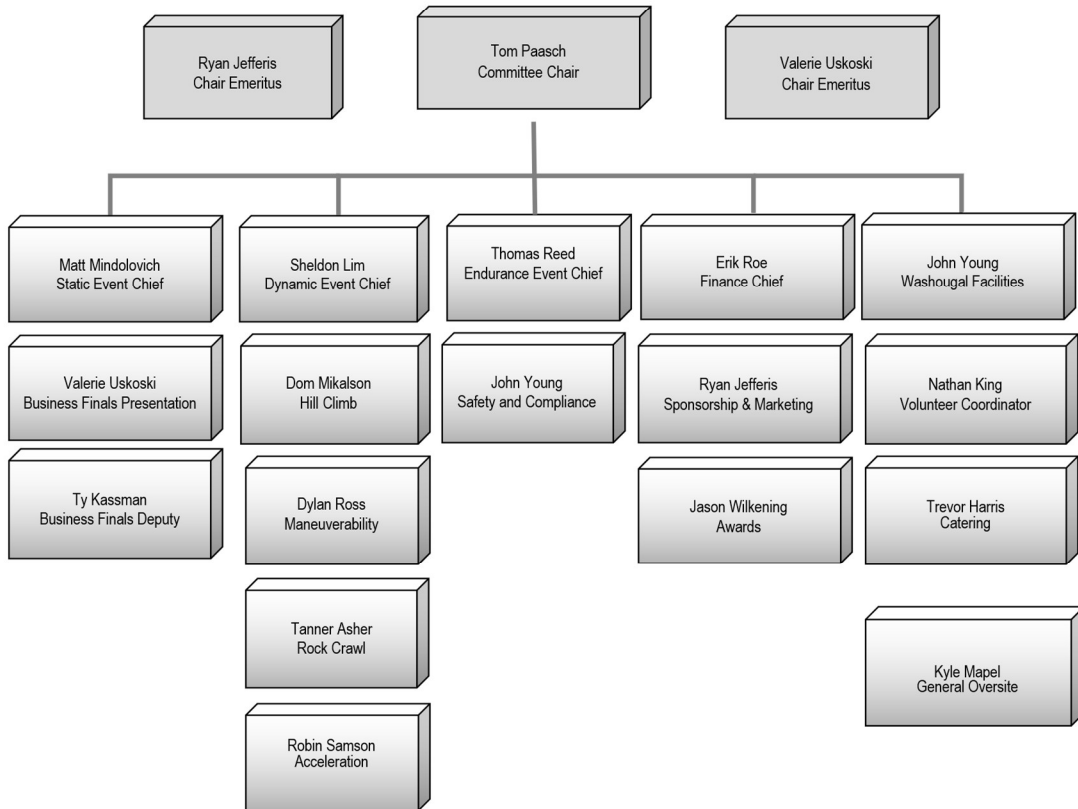 Ryan Jefferis
Chair Emeritus
Tom Paasch
Committee Chair
Valerie Uskoski
Chair Emeritus
Matt Mindolovich
Static Event Chief
Sheldon Lim
Dynamic Event Chief
Thomas Reed
Endurance Event Chief
Erik Roe
Finance Chief
John Young
Washougal Facilities
Valerie Uskoski
Business Finals Presentation
Dom Mikalson
Hill Climb
John Young
Safety and Compliance
Ryan Jefferis
Sponsorship & Marketing
Nathan King
Volunteer Coordinator
Ty Kassman
Business Finals Deputy
Dylan Ross
Maneuverability
Jason Wilkening
Awards
Trevor Harris
Catering
Tanner Asher
Rock Crawl
Kyle Mapel
General Oversite
Robin Samson
Acceleration